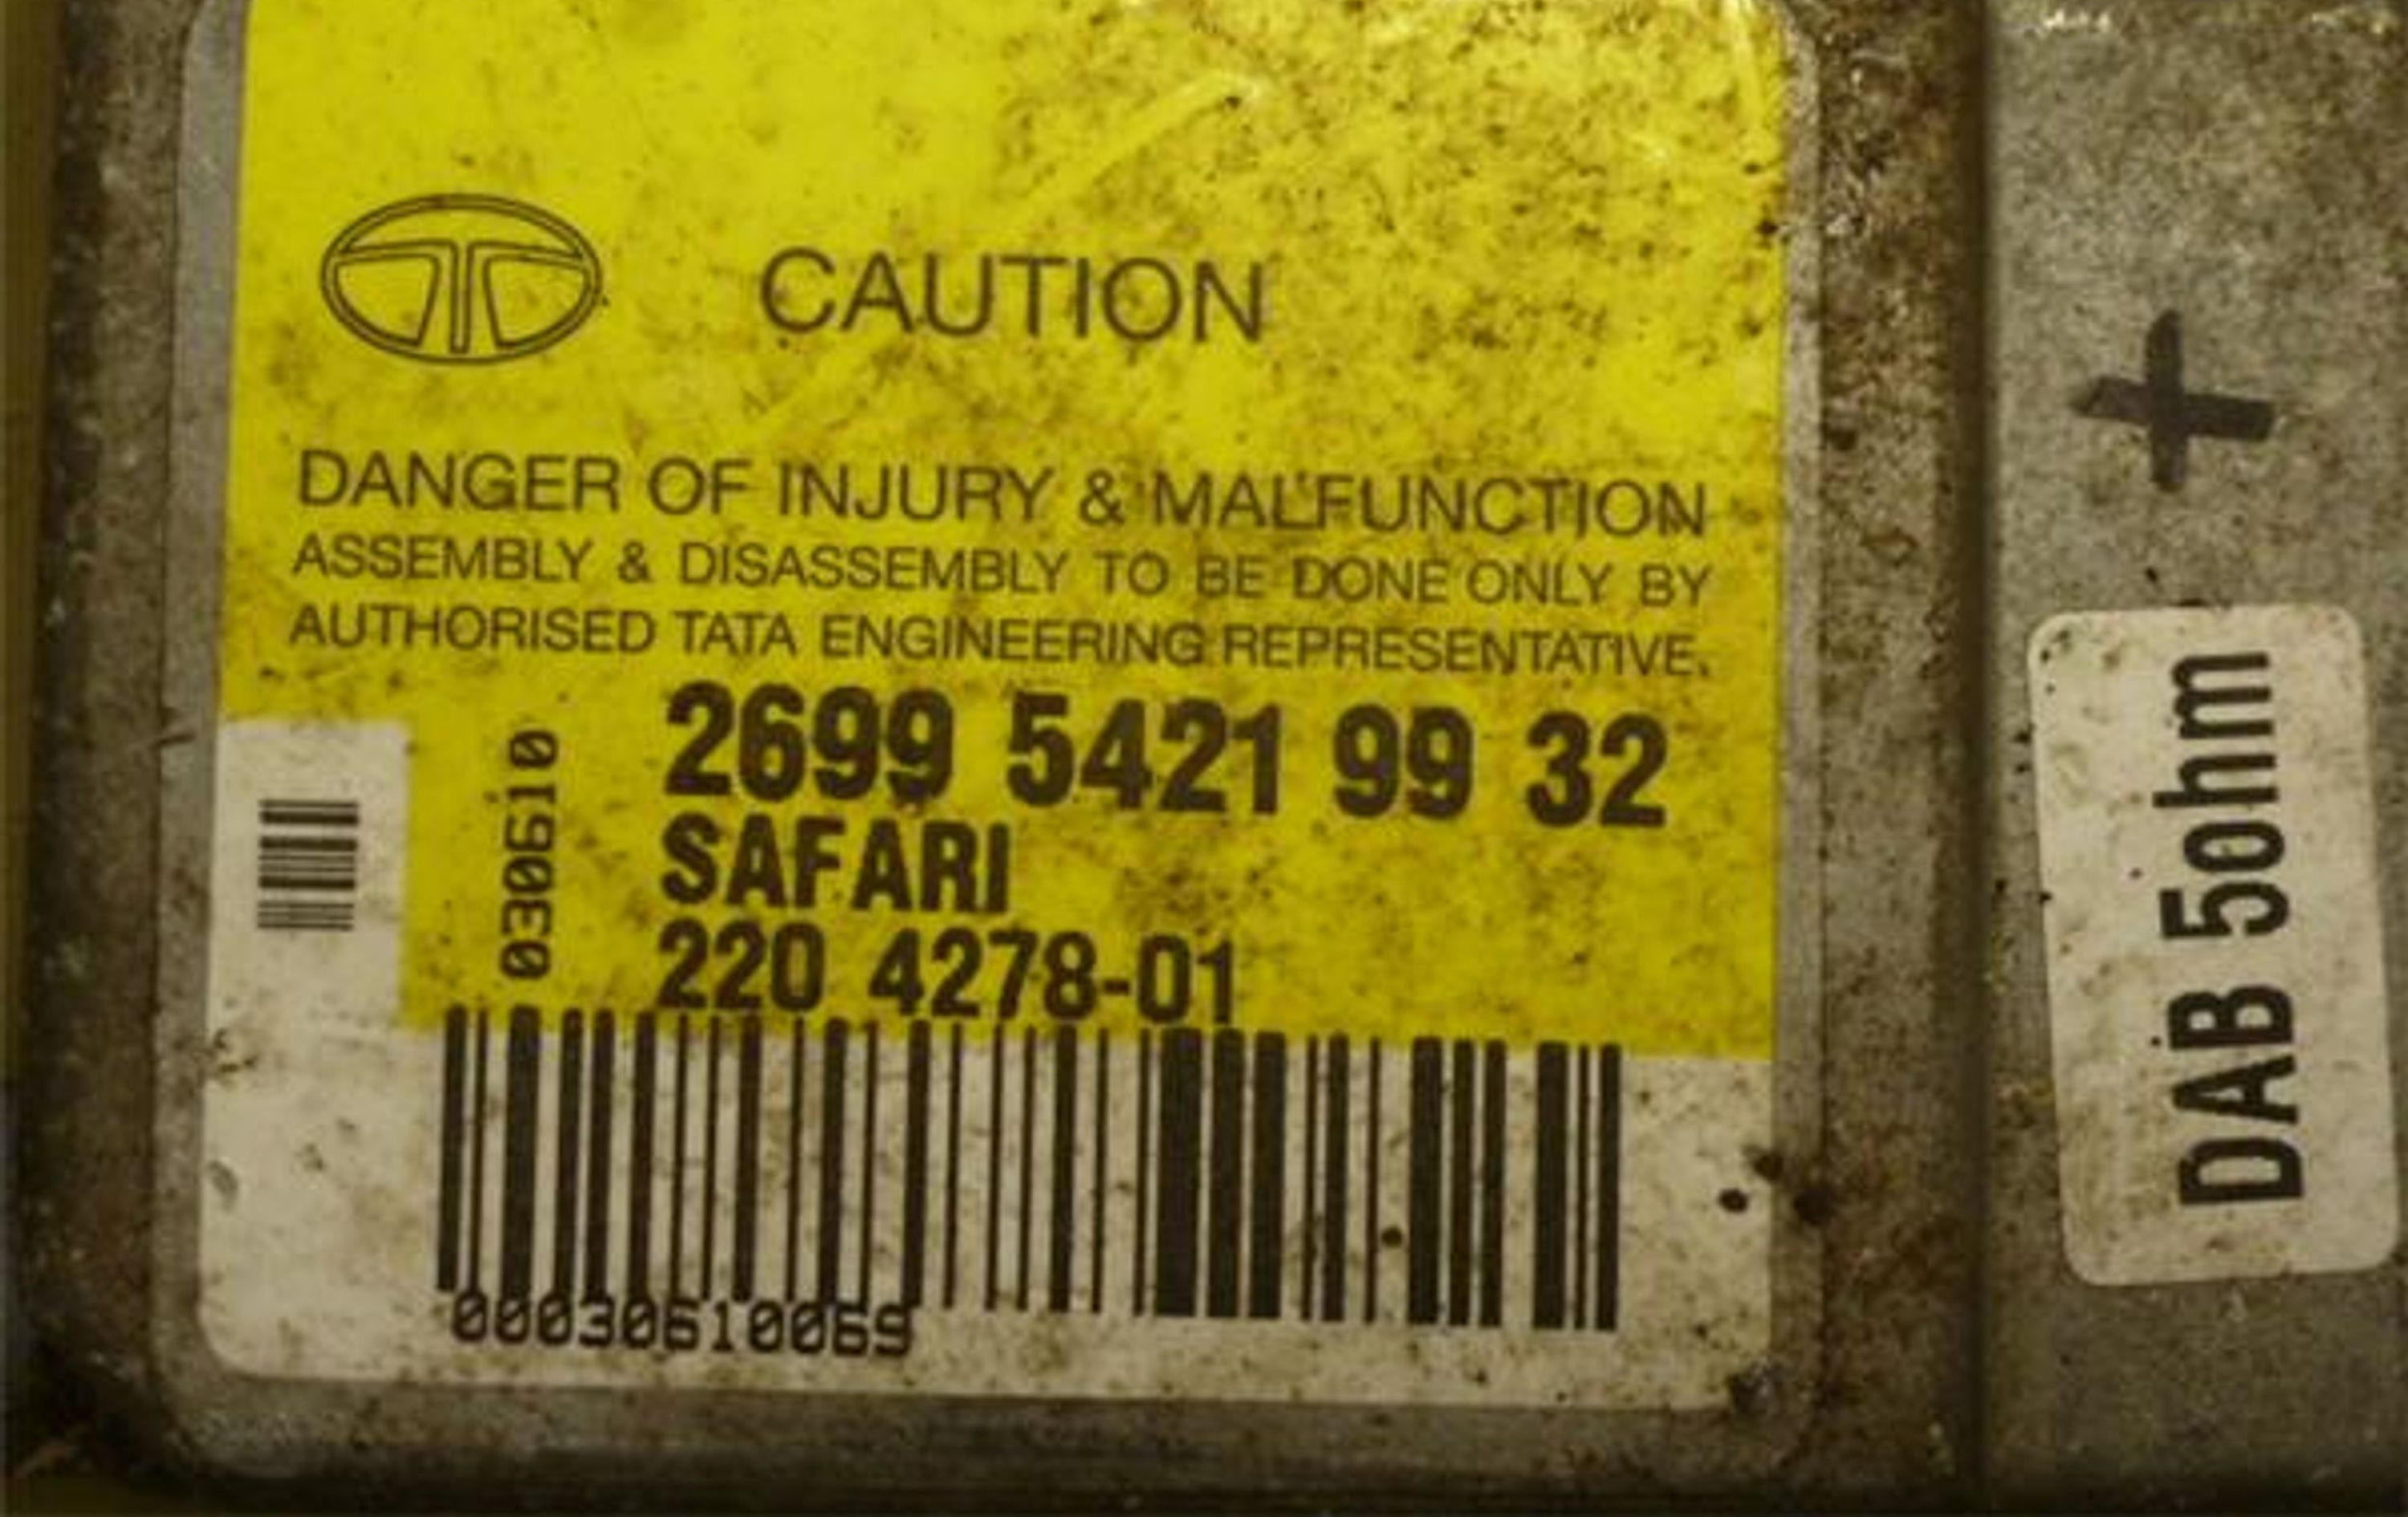 CAUTION
DANGER OF INJURY & MALFUNCTION
ASSEMBLY & DISASSEMBLY TO BE DONE ONLY BY
AUTHORISED TATA ENGINEERING REPRESENTATIVE.
030610
2699 5421 99 32
SAFARI
220 4278-01
00030610069
+
DAB 5ohm